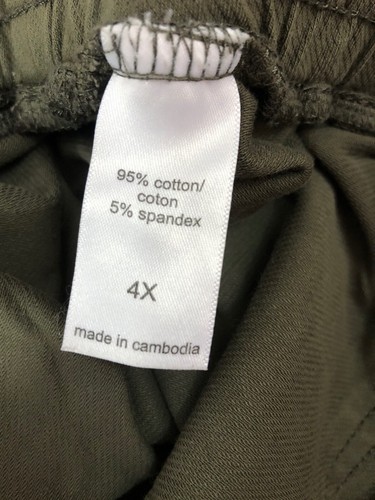 95% cotton/
coton
5% spandex
4X
made in cambodia